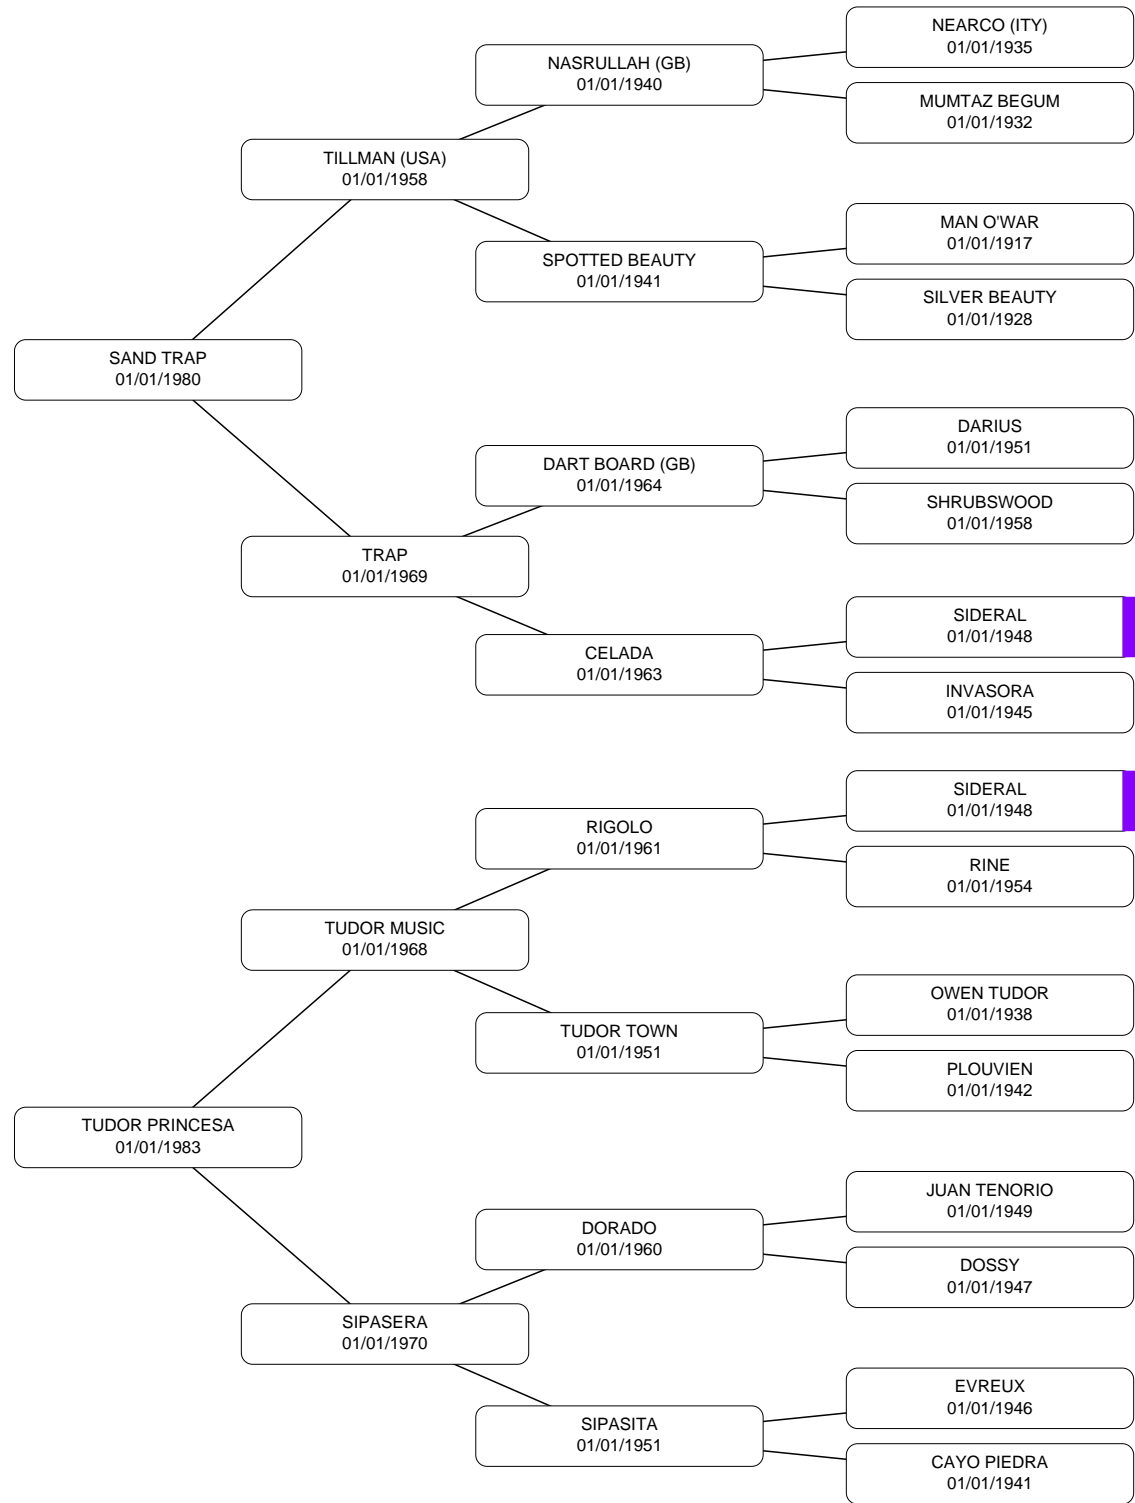 NEARCO (ITY)
01/01/1935
NASRULLAH (GB)
01/01/1940
MUMTAZ BEGUM
01/01/1932
TILLMAN (USA)
01/01/1958
MAN O'WAR
01/01/1917
SPOTTED BEAUTY
01/01/1941
SILVER BEAUTY
01/01/1928
SAND TRAP
01/01/1980
DARIUS
01/01/1951
DART BOARD (GB)
01/01/1964
SHRUBSWOOD
01/01/1958
TRAP
01/01/1969
SIDERAL
01/01/1948
CELADA
01/01/1963
INVASORA
01/01/1945
SIDERAL
01/01/1948
RIGOLO
01/01/1961
RINE
01/01/1954
TUDOR MUSIC
01/01/1968
OWEN TUDOR
01/01/1938
TUDOR TOWN
01/01/1951
PLOUVIEN
01/01/1942
TUDOR PRINCESA
01/01/1983
JUAN TENORIO
01/01/1949
DORADO
01/01/1960
DOSSY
01/01/1947
SIPASERA
01/01/1970
EVREUX
01/01/1946
SIPASITA
01/01/1951
CAYO PIEDRA
01/01/1941